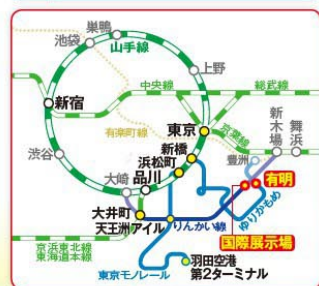 巣鴨
池袋
山手線
上野
中央線
総武線
新宿
東京
京葉線
新木場
舞浜
有楽町線
新橋
豊洲
渋谷
浜松町
有明
大崎
品川
ゆりかもめ
大井町
りんかい線
国際展示場
天王洲アイル
京浜東北線
東海道本線
羽田空港
第2ターミナル
東京モノレール